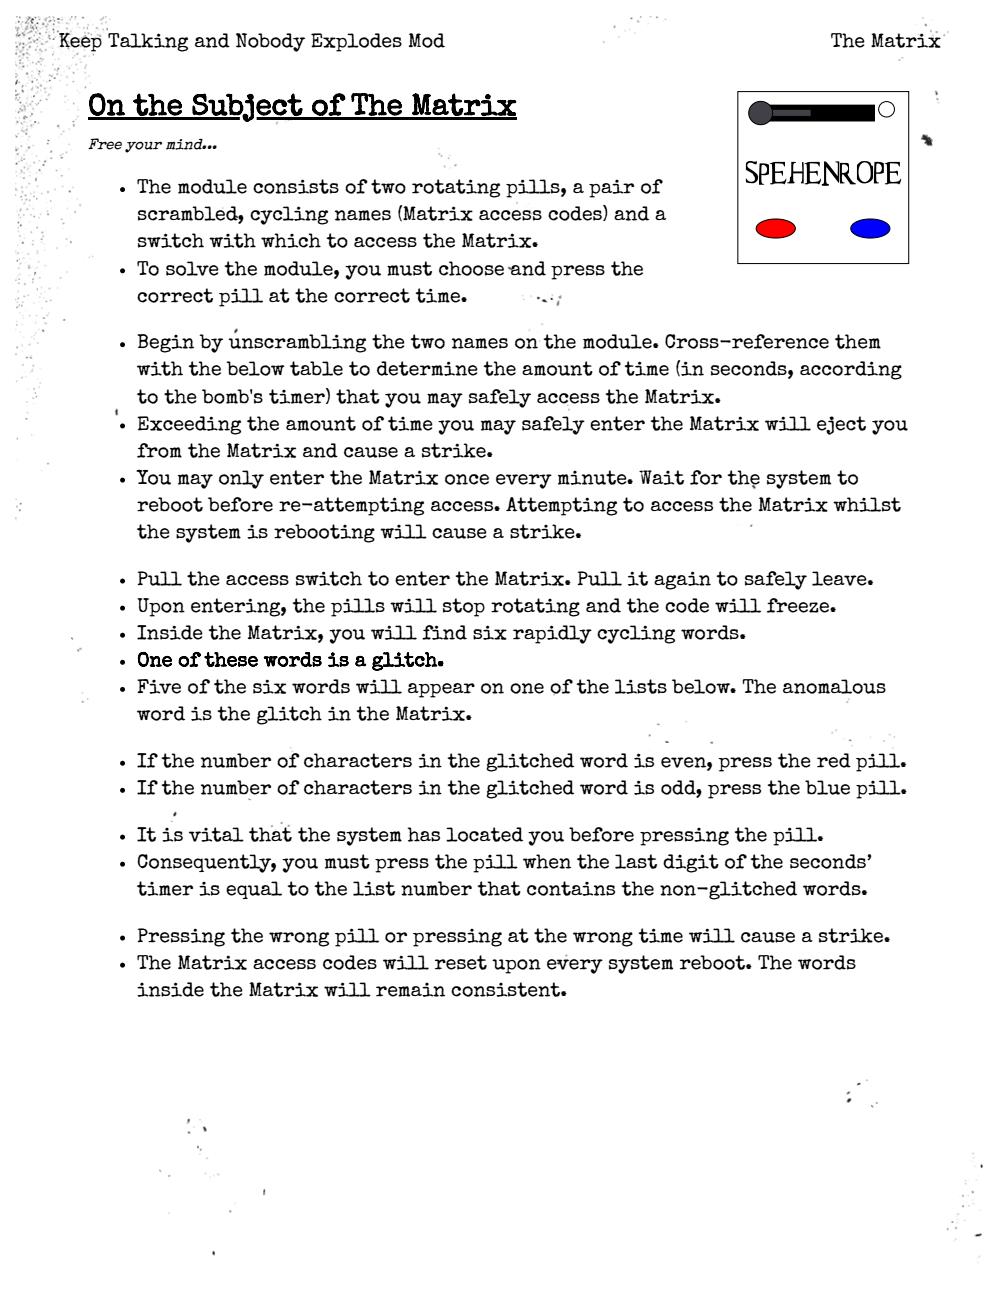 Keep Talking and Nobody Explodes Mod The Matrix
On the Subject of The Matrix
Free your mind...
• The module consists of two rotating pills, a pair of
scrambled, cycling names (Matrix access codes) and a
switch with which to access the Matrix.
• To solve the module, you must choose and press the
correct pill at the correct time.
SPEHENROPE
• Begin by unscrambling the two names on the module. Cross-reference them
with the below table to determine the amount of time (in seconds, according
to the bomb's timer) that you may safely access the Matrix.
• Exceeding the amount of time you may safely enter the Matrix will eject you
from the Matrix and cause a strike.
• You may only enter the Matrix once every minute. Wait for the system to
reboot before re-attempting access. Attempting to access the Matrix whilst
the system is rebooting will cause a strike.
• Pull the access switch to enter the Matrix. Pull it again to safely leave.
• Upon entering, the pills will stop rotating and the code will freeze.
• Inside the Matrix, you will find six rapidly cycling words.
• One of these words is a glitch.
• Five of the six words will appear on one of the lists below. The anomalous
word is the glitch in the Matrix.
• If the number of characters in the glitched word is even, press the red pill.
• If the number of characters in the glitched word is odd, press the blue pill.
• It is vital that the system has located you before pressing the pill.
• Consequently, you must press the pill when the last digit of the seconds’
timer is equal to the list number that contains the non-glitched words.
• Pressing the wrong pill or pressing at the wrong time will cause a strike.
• The Matrix access codes will reset upon every system reboot. The words
inside the Matrix will remain consistent.